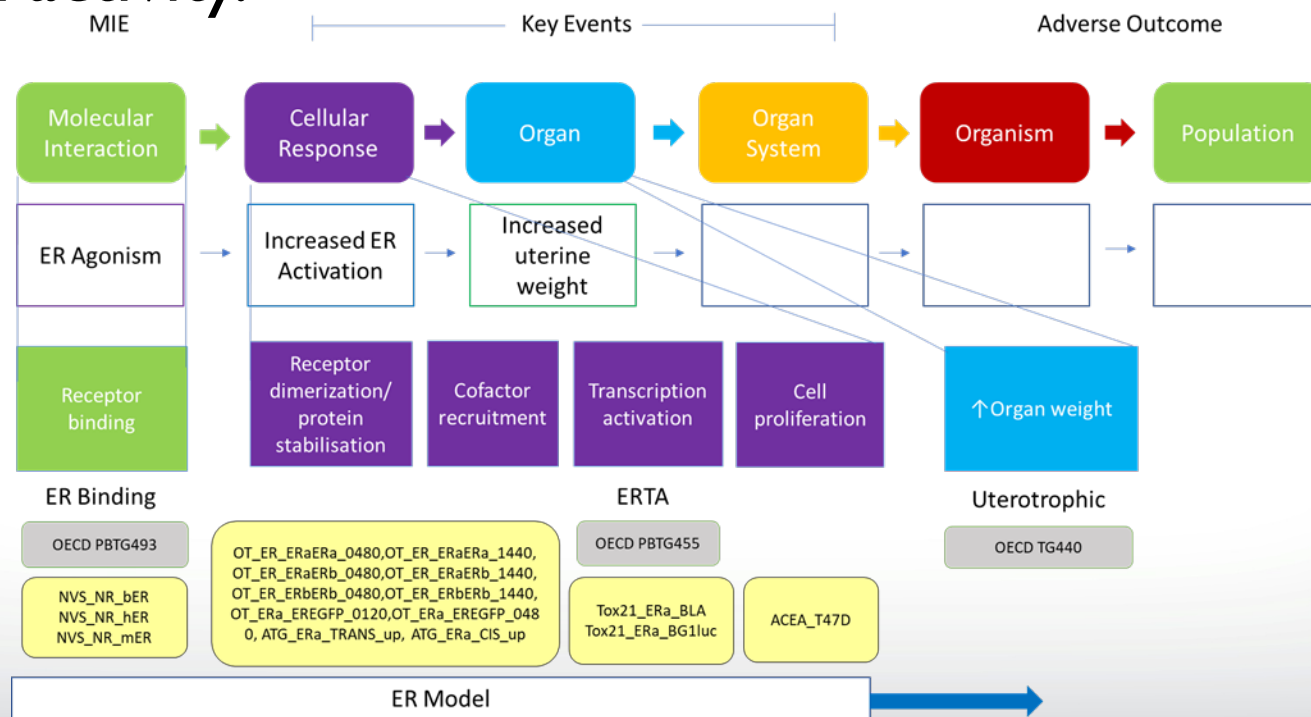 MIE
Key Events
Adverse Outcome
Molecular
Interaction
Cellular
Response
Organ
Organ
System
Organism
Population
ER Agonism
Increased ER
Activation
Increased
uterine
weight
Receptor
binding
Receptor
dimerization/
protein
stabilisation
Cofactor
recruitment
Transcription
activation
Cell
proliferation
↑Organ weight
ER Binding
ERTA
Uterotrophic
OECD PBTG493
OECD PBTG455
OECD TG440
NVS_NR_bER
NVS_NR_hER
NVS_NR_mER
OT_ER_ERaERa_0480,OT_ER_ERaERa_1440,
OT_ER_ERaERb_0480,OT_ER_ERaERb_1440,
OT_ER_ERbERb_0480,OT_ER_ERbERb_1440,
OT_ERa_EREGFP_0120,OT_ERa_EREGFP_048
0, ATG_ERa_TRANS_up, ATG_ERa_CIS_up
Tox21_ERa_BLA
Tox21_ERa_BG1luc
ACEA_T47D
ER Model